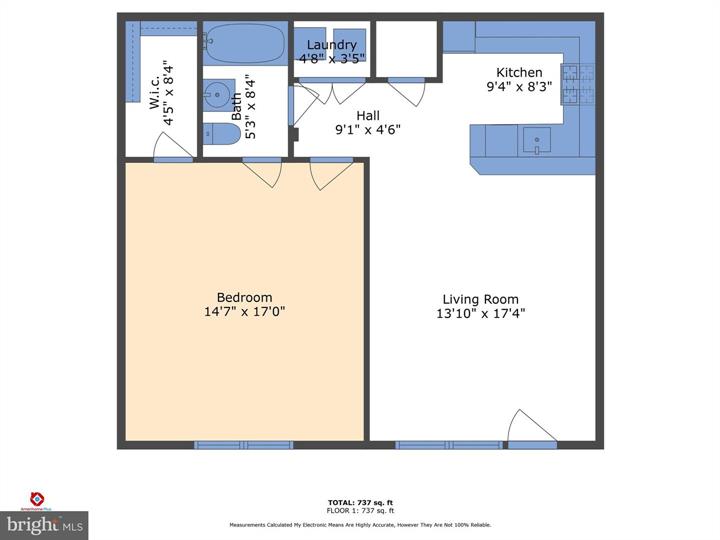 W.i.c.
4'5" x 8'4"
Bath
5'3" x 8'4"
Laundry
4'8" x 3'5"
Kitchen
9'4" x 8'3"
Hall
9'1" x 4'6"
Bedroom
14'7" x 17'0"
Living Room
13'10" x 17'4"
AmeriHome Plus
TOTAL: 737 sq. ft
FLOOR 1: 737 sq. ft
Measurements Calculated My Electronic Means Are Highly Accurate, However They Are Not 100% Reliable.
bright MLS